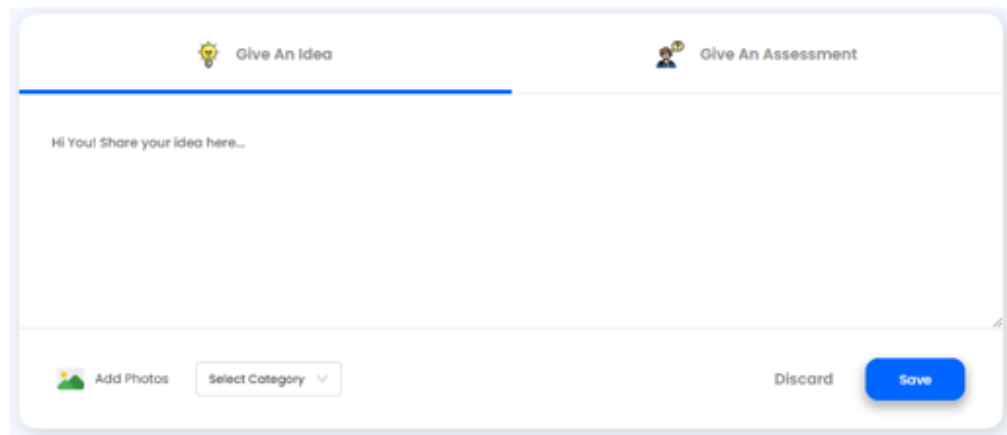 Give An Idea
Give An Assessment
Hi You! Share your idea here...
Add Photos
Select Category
Discard
Save